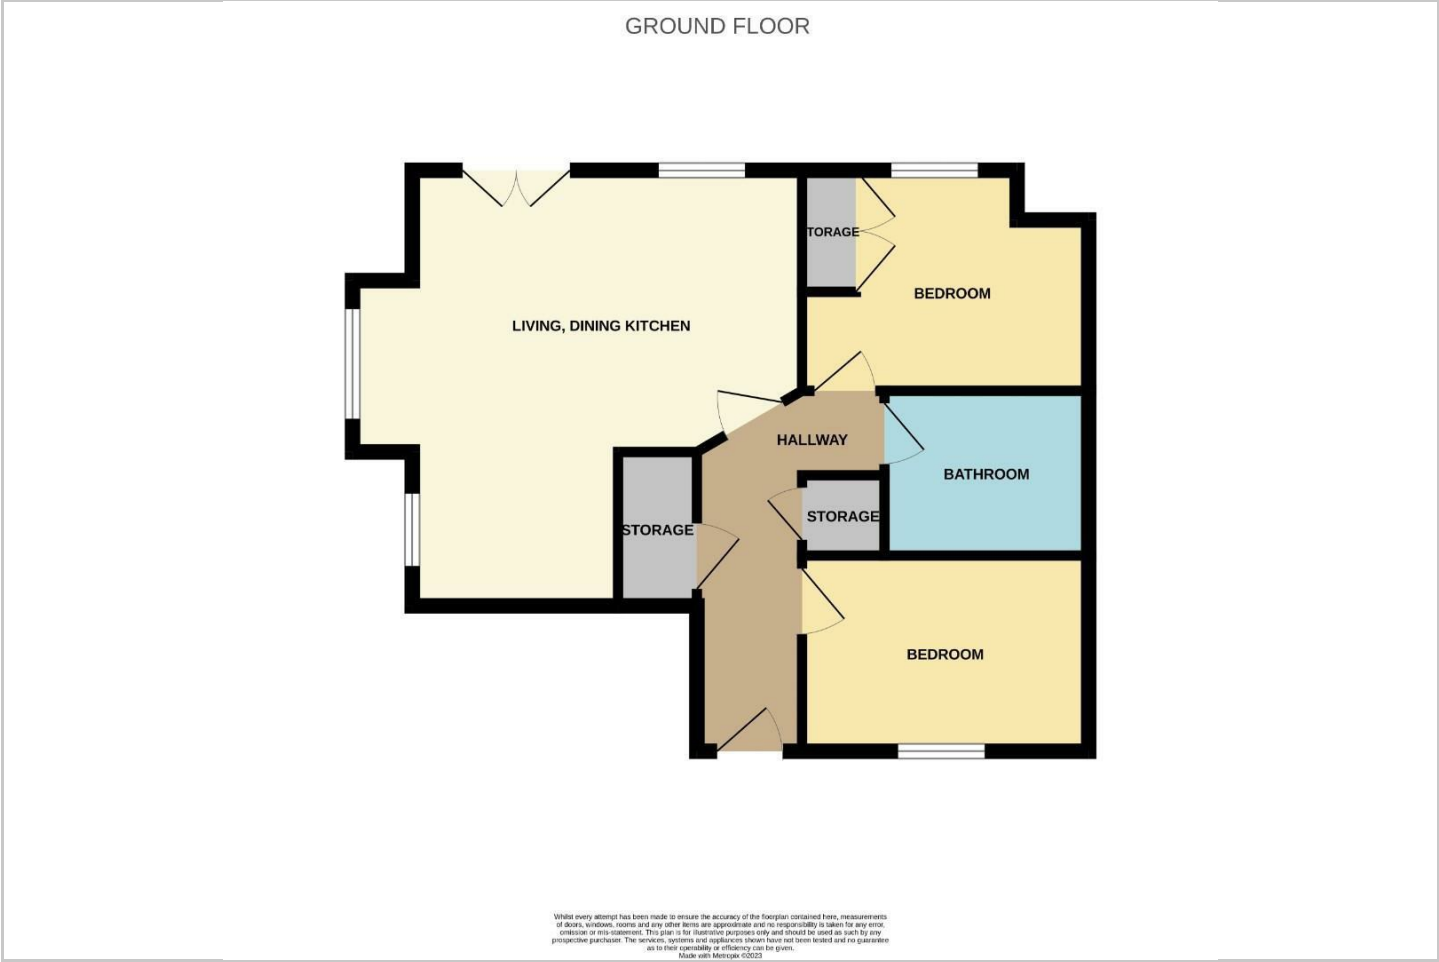 GROUND FLOOR
TORAGE
BEDROOM
LIVING, DINING KITCHEN
HALLWAY
BATHROOM
STORAGE
STORAGE
BEDROOM
Whilst every attempt has been made to ensure the accuracy of the floorplan contained here, measurements
of doors, windows, rooms and any other items are approximate and no responsibility is taken for any error,
omission or mis-statement. This plan is for illustrative purposes only and should be used as such by any
prospective purchaser. The services, systems and appliances shown have not been tested and no guarantee
as to their operability or efficiency can be given.
Made with Metropix ©2023